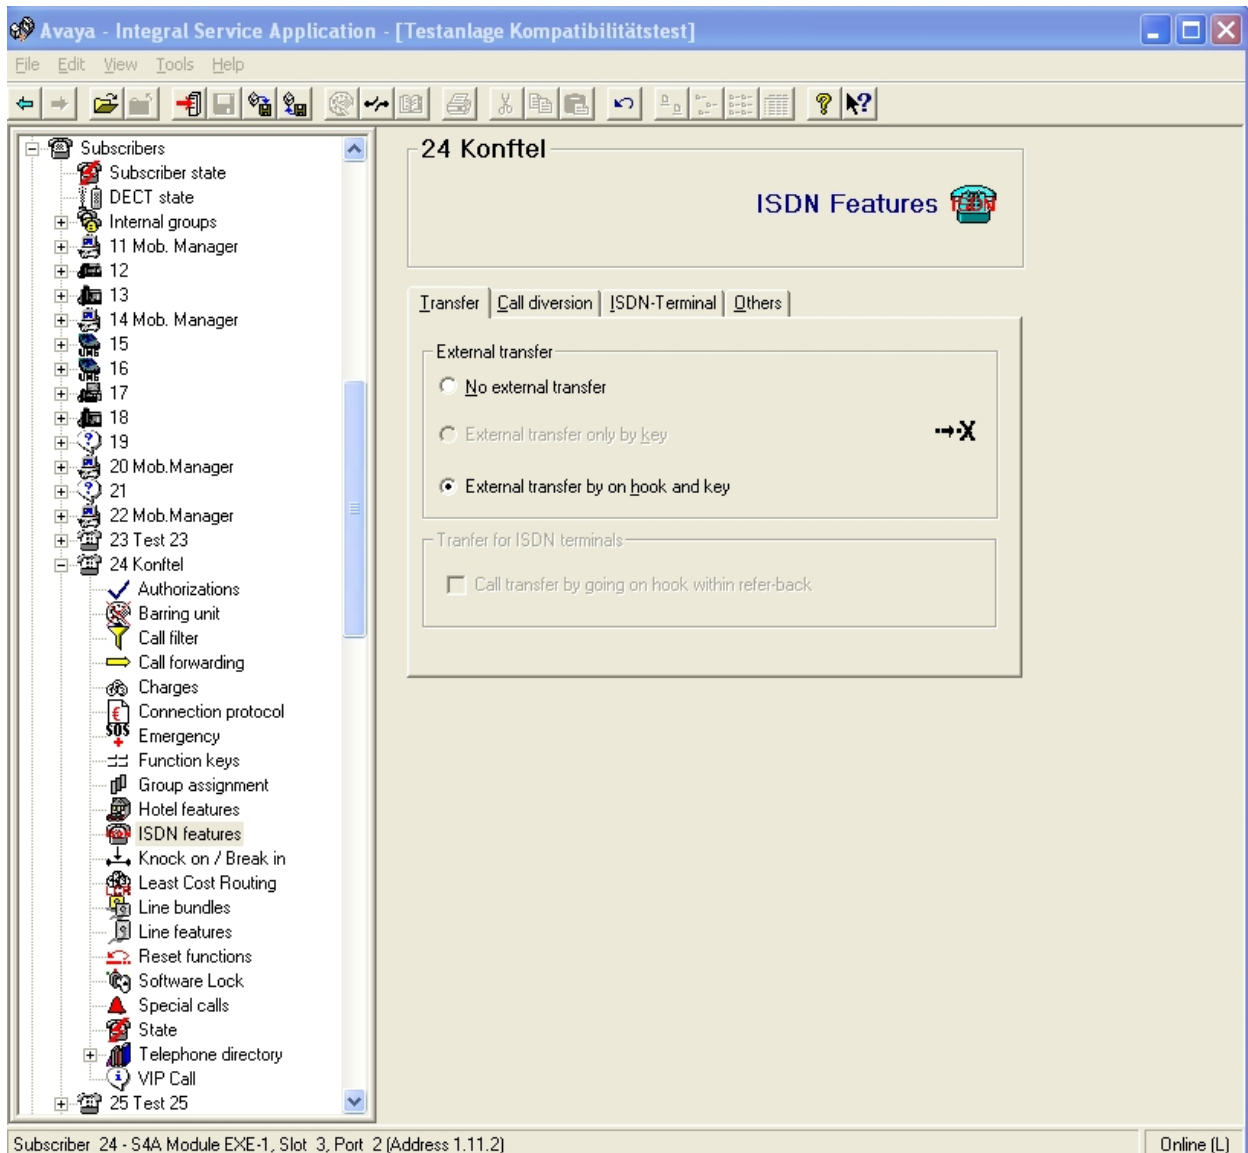 Avaya - Integral Service Application - [Testanlage Kompatibilitätstest]
File Edit View Tools Help
Subscribers
Subscriber state
DECT state
Internal groups
11 Mob. Manager
12
13
14 Mob. Manager
15
16
17
18
19
20 Mob.Manager
21
22 Mob.Manager
23 Test 23
24 Konftel
Authorizations
Barring unit
Call filter
Call forwarding
Charges
Connection protocol
SOS Emergency
Function keys
Group assignment
Hotel features
ISDN features
Knock on / Break in
LCR Least Cost Routing
Line bundles
Line features
Reset functions
Software Lock
Special calls
State
Telephone directory
VIP Call
25 Test 25
24 Konftel
ISDN Features
Transfer Call diversion ISDN-Terminal Others
External transfer
No external transfer
External transfer only by key
External transfer by on hook and key
Tranfer for ISDN terminals
Call transfer by going on hook within refer-back
Subscriber 24 - S4A Module EXE-1, Slot 3, Port 2 (Address 1.11.2)
Online (L)